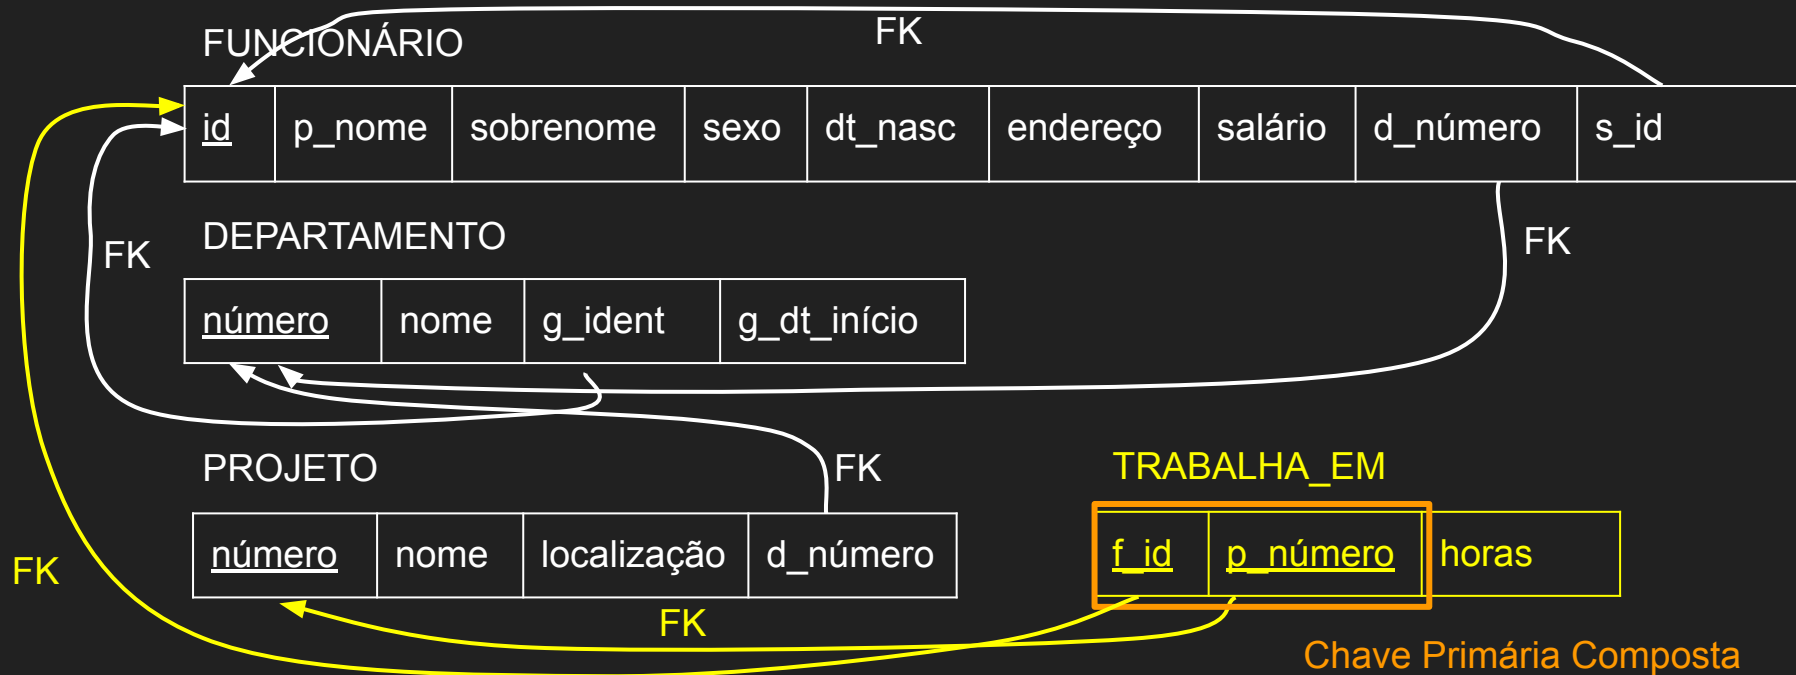 FK
FUNCIONÁRIO
id p_nome sobrenome sexo dt_nasc endereço salário d_número s_id
DEPARTAMENTO
FK
FK
número nome g_ident g_dt_início
PROJETO
FK
TRABALHA_EM
número nome localização d_número
f_id p_número horas
FK
FK
Chave Primária Composta